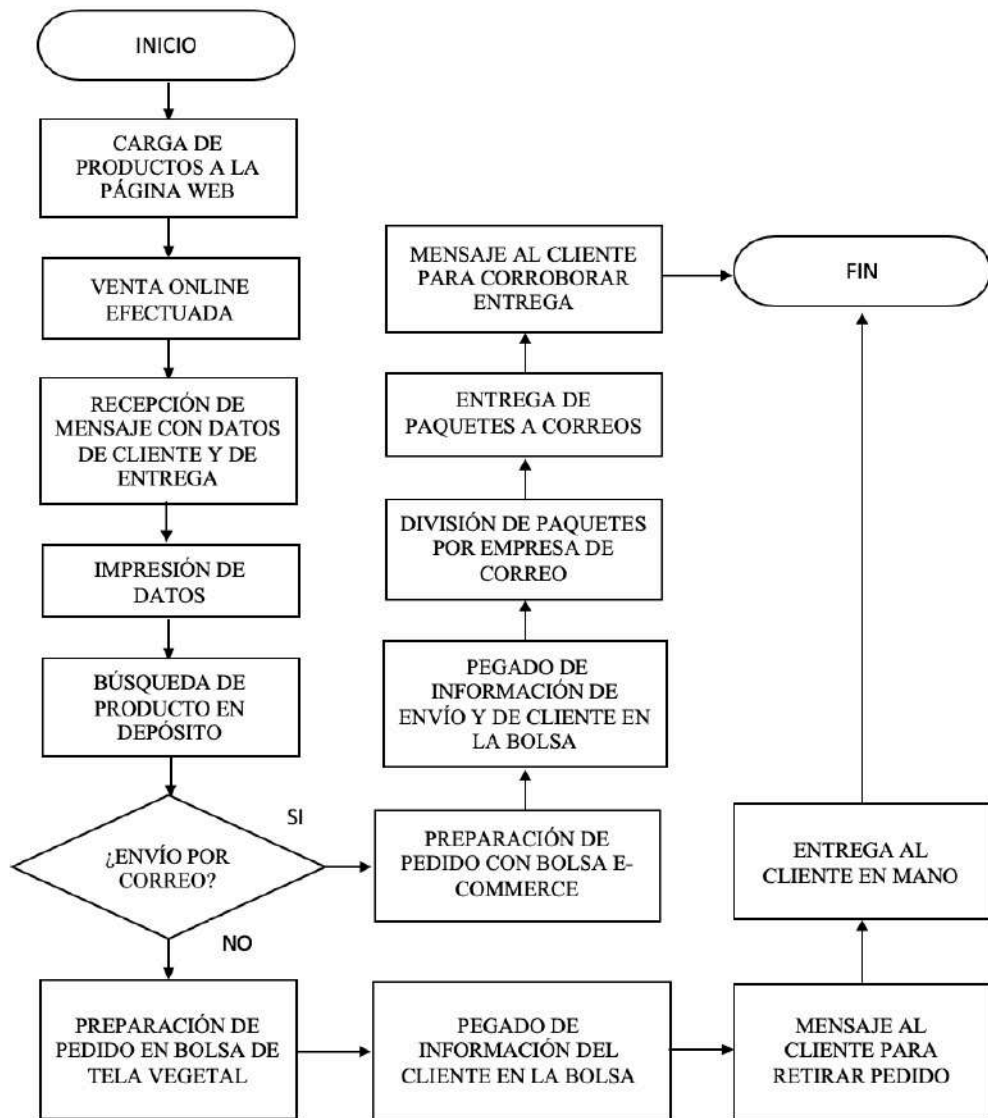 INICIO
CARGA DE
PRODUCTOS A LA
PÁGINA WEB
VENTA ONLINE
EFECTUADA
RECEPCIÓN DE
MENSAJE CON DATOS
DE CLIENTE Y DE
ENTREGA
IMPRESIÓN DE
DATOS
BÚSQUEDA DE
PRODUCTO EN
DEPÓSITO
¿ENVÍO POR
CORREO?
SI
PREPARACIÓN DE
PEDIDO CON BOLSA E-
COMMERCE
PEGADO DE
INFORMACIÓN DE
ENVÍO Y DE CLIENTE EN
LA BOLSA
DIVISIÓN DE PAQUETES
POR EMPRESA DE
CORREO
ENTREGA DE
PAQUETES A CORREOS
MENSAJE AL CLIENTE
PARA CORROBORAR
ENTREGA
NO
PREPARACIÓN DE
PEDIDO EN BOLSA DE
TELA VEGETAL
PEGADO DE
INFORMACIÓN DEL
CLIENTE EN LA BOLSA
MENSAJE AL
CLIENTE PARA
RETIRAR PEDIDO
ENTREGA AL
CLIENTE EN MANO
FIN